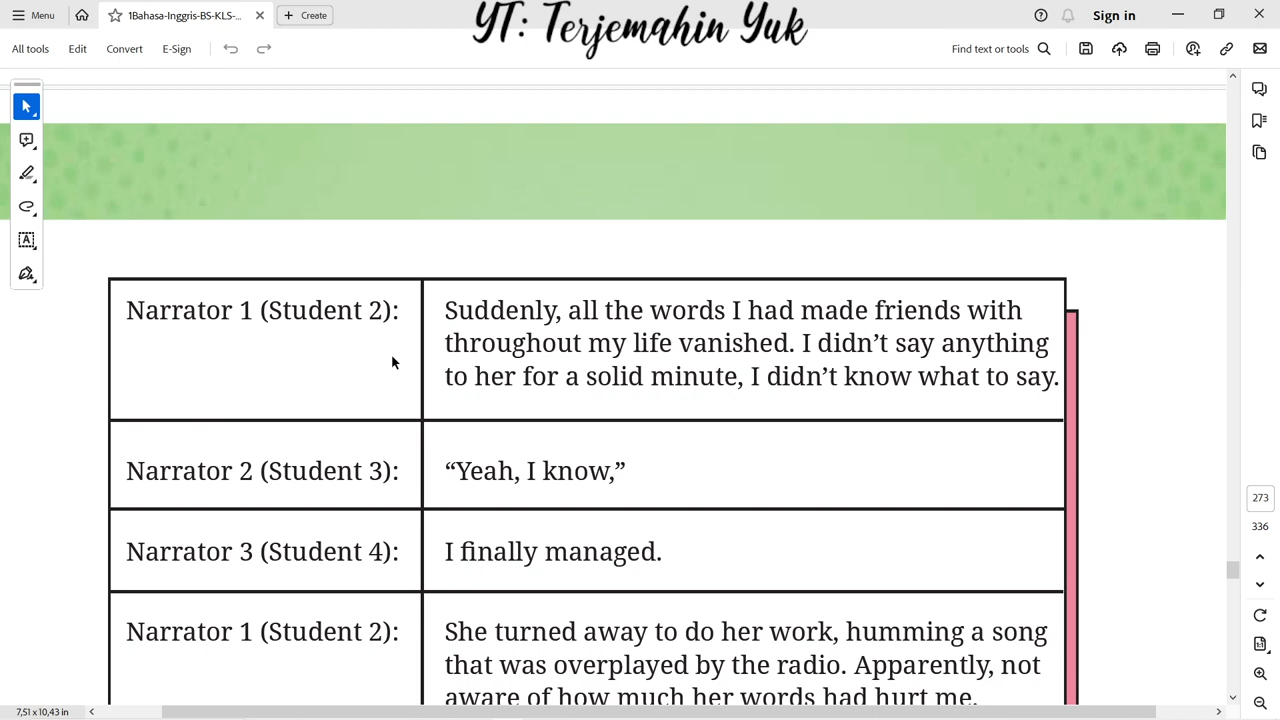 Menu
1Bahasa-Inggris-BS-KLS-...
Create
YT: Terjemahin Yuk
Sign in
All tools
Edit
Convert
E-Sign
Find text or tools
Narrator 1 (Student 2):
Suddenly, all the words I had made friends with
throughout my life vanished. I didn’t say anything
to her for a solid minute, I didn’t know what to say.
Narrator 2 (Student 3):
“Yeah, I know,”
Narrator 3 (Student 4):
I finally managed.
Narrator 1 (Student 2):
She turned away to do her work, humming a song
that was overplayed by the radio. Apparently, not
aware of how much her words had hurt me.
273
336
7,51 x 10,43 in